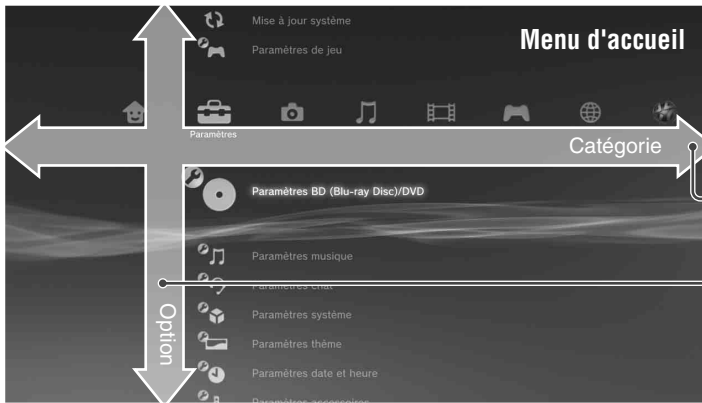 Mise à jour système
Paramètres de jeu
Menu d'accueil
Paramètres
Catégorie
Paramètres BD (Blu-ray Disc)/DVD
Paramètres musique
Paramètres chat
Paramètres système
Option
Paramètres thème
Paramètres date et heure
Paramètres accessoires